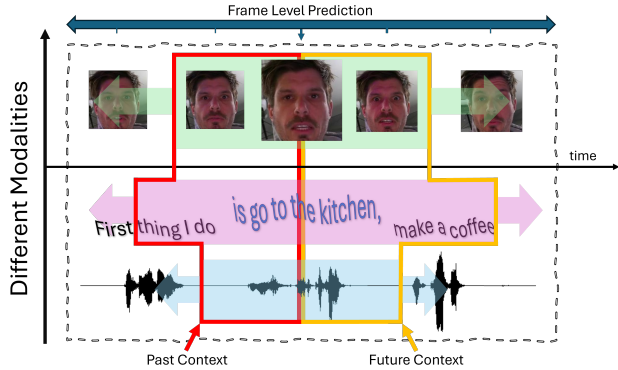 Frame Level Prediction
Different Modalities
time
First thing I do is go to the kitchen, make a coffee
Past Context
Future Context